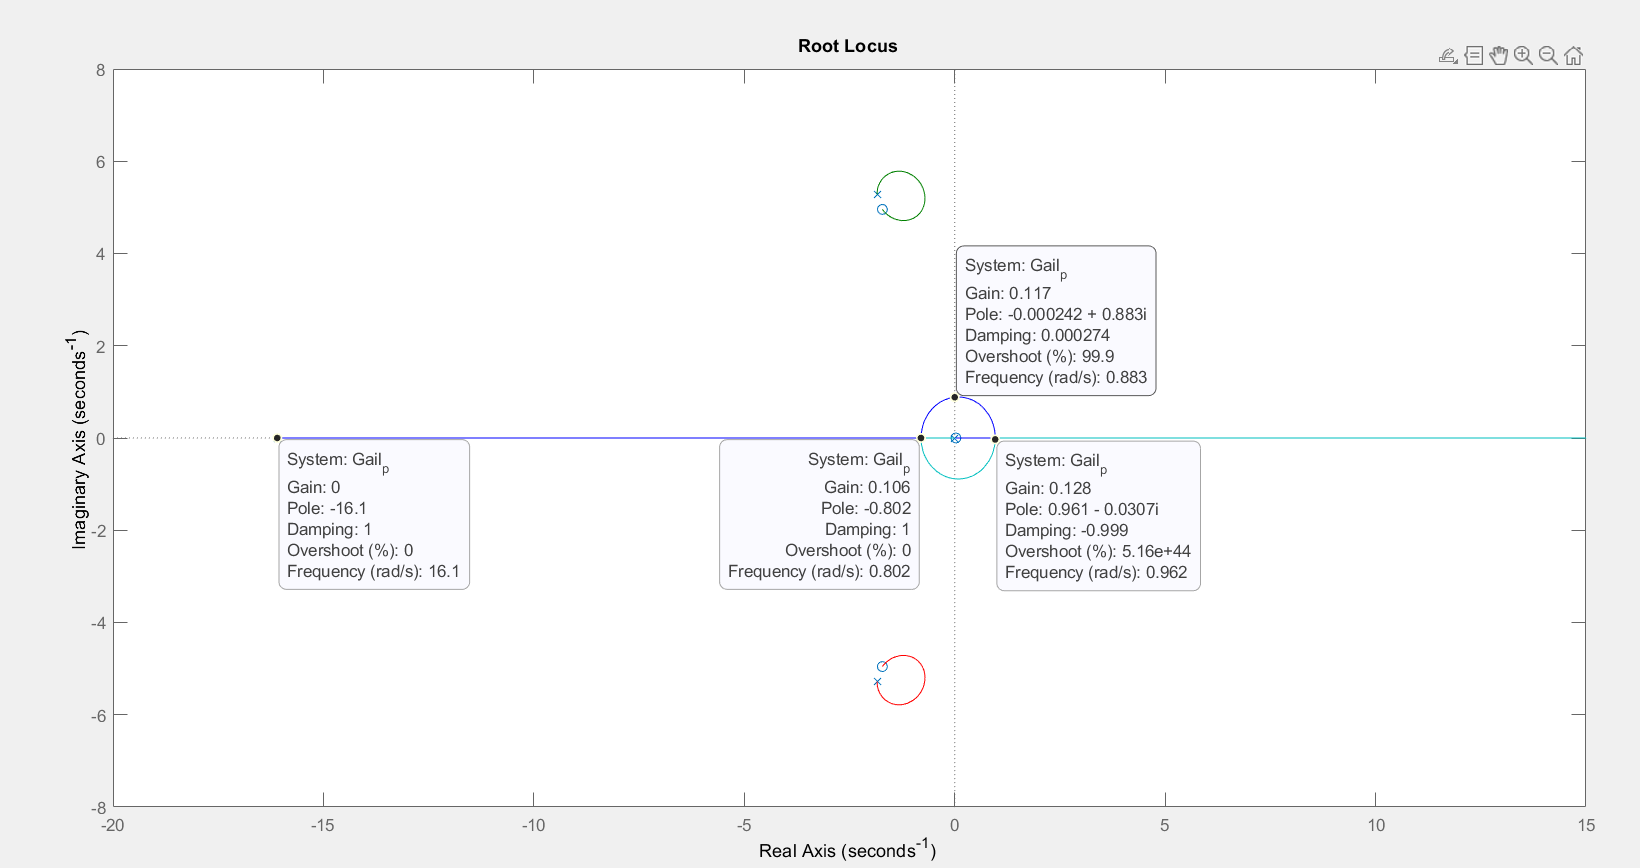 Root Locus
8
6
4
2
0
-2
-4
-6
-8
Imaginary Axis (seconds-1)
System: Gailp
Gain: 0.117
Pole: -0.000242 + 0.883i
Damping: 0.000274
Overshoot (%): 99.9
Frequency (rad/s): 0.883
System: Gailp
Gain: 0
Pole: -16.1
Damping: 1
Overshoot (%): 0
Frequency (rad/s): 16.1
System: Gailp
Gain: 0.106
Pole: -0.802
Damping: 1
Overshoot (%): 0
Frequency (rad/s): 0.802
System: Gailp
Gain: 0.128
Pole: 0.961 - 0.0307i
Damping: -0.999
Overshoot (%): 5.16e+44
Frequency (rad/s): 0.962
-20 -15 -10 -5 0 5 10 15
Real Axis (seconds-1)